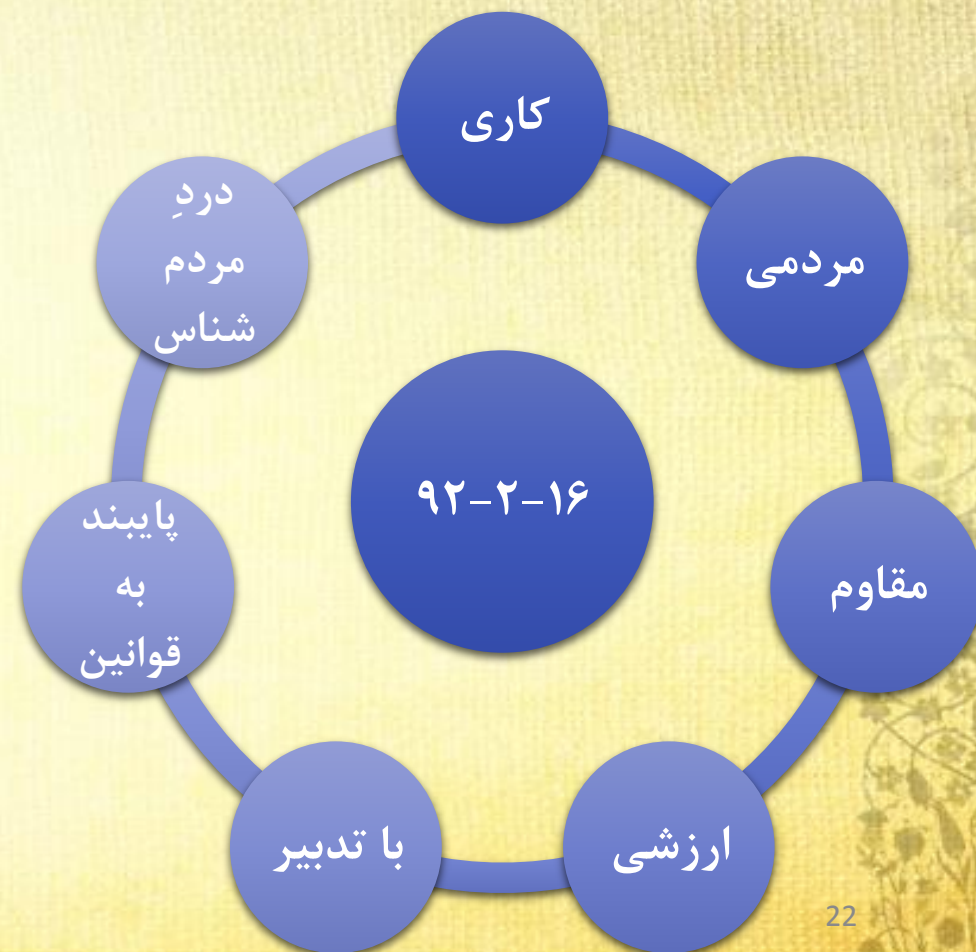 کاری
مردمی
مقاوم
ارزشی
با تدبیر
پایبند
به
قوانین
دردِ
مردم
شناس
۹۲-۲-۱۶
22